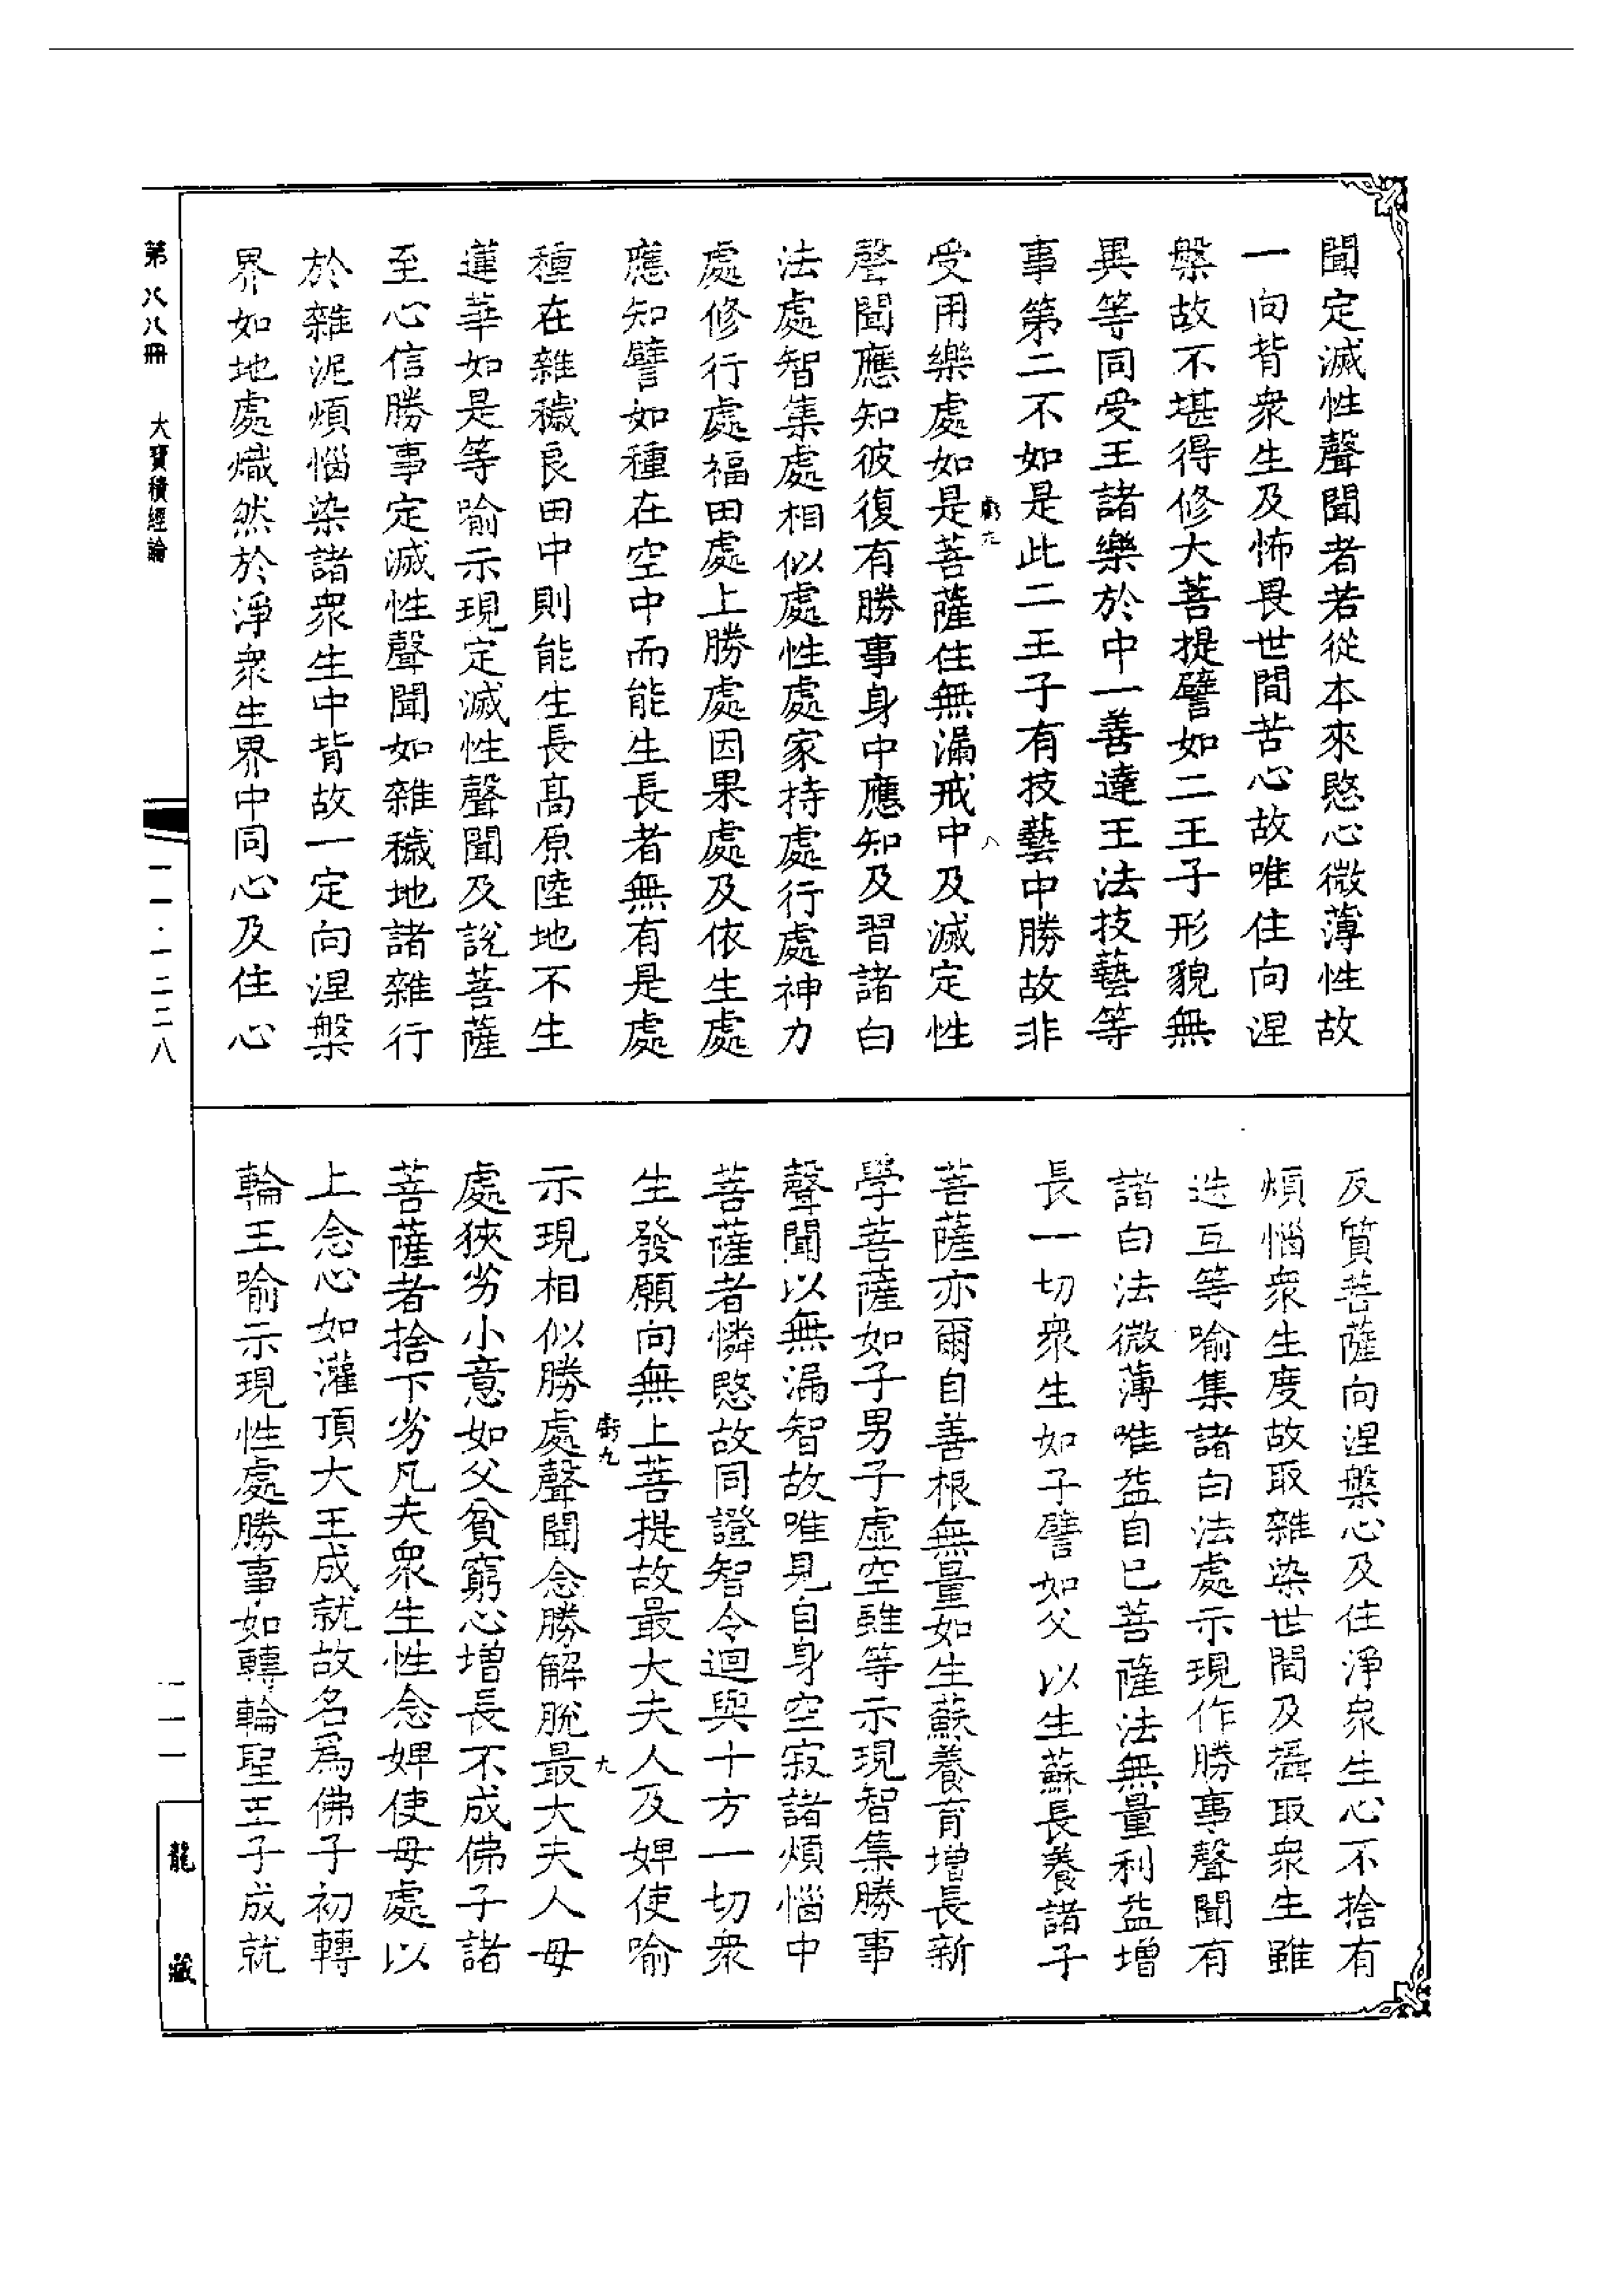 聞定滅性聲聞者若從本來愍心微薄性故
一向背衆生及怖畏世間苦心故唯住向涅
槃故不堪得修大菩提譬如二王子形貌無
異等同受王諸樂於中一善達王法技藝等
事第二不如是此二王子有技藝中勝故非
受用樂處如是菩薩住無漏戒中及滅定性
聲聞應知彼復有勝事身中應知及習諸白
法處智集處相似處性處家持處行處神力
處修行處福田處上勝處因果處及依生處
應知譬如種在空中而能生長者無有是處
種在雜穢良田中則能生長高原陸地不生
蓮華如是等喻示現定滅性聲聞及說菩薩
至心信勝事定滅性聲聞如雜穢地諸雜行
於雜泥煩惱染諸衆生中背故一定向涅槃
界如地處熾然於淨衆生界中同心及住心
反質菩薩向涅槃心及住淨衆生心不捨有
煩惱衆生度故取雜染世間及攝取衆生雖
迭互等喻集諸白法處示現作勝事聲聞有
諸白法微薄唯益自已菩薩法無量利益增
長一切衆生如子譬如父以生蘇長養諸子
菩薩亦爾自善根無量如生蘇養育增長新
學菩薩如子男子虛空雖等示現智集勝事
聲聞以無漏智故唯見自身空寂諸煩惱中
菩薩者憐愍故同證智令迴與十方一切衆
生發願向無上菩提故最大夫人及婢使喻
示現相似勝處聲聞念勝解脫最大夫人母
處狹劣小意如父貧窮心增長不成佛子諸
菩薩者捨下劣凡夫衆生性念婢使母處以
上念心如灌頂大王成就故名爲佛子初轉
輪王喻示現性處勝事如轉輪聖王子成就
虧九
八
虧九
九
第八八冊
大寶積經論
一一·一二二八
一一一
龍藏